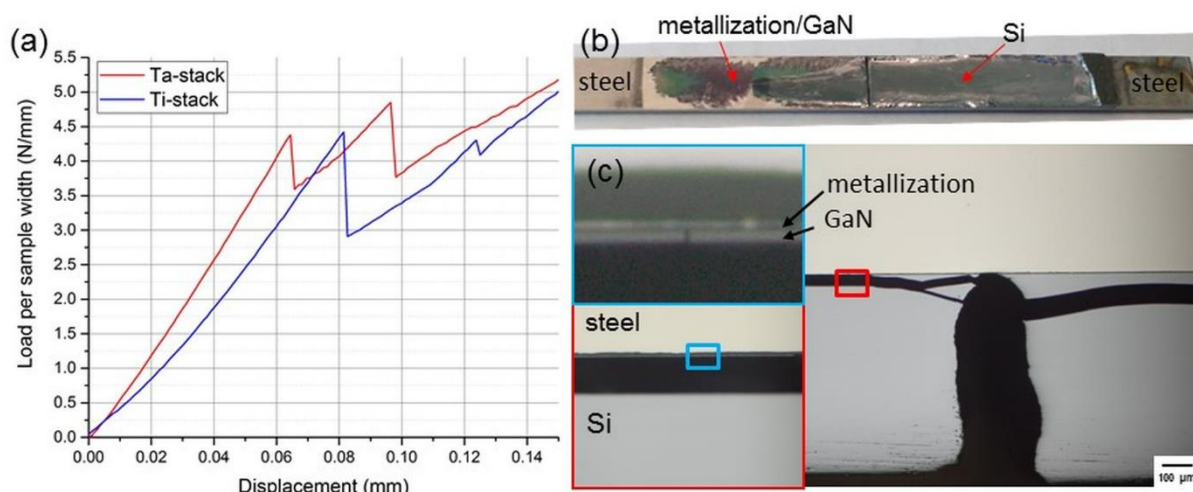 (a)
5.5
5.0
4.5
4.0
3.5
3.0
2.5
2.0
1.5
1.0
0.5
0.0
Load per sample width (N/mm)
Ta-stack
Ti-stack
0.00 0.02 0.04 0.06 0.08 0.10 0.12 0.14
Displacement (mm)
(b)
metallization/GaN
Si
steel
steel
(c)
metallization
GaN
steel
Si
100 μm